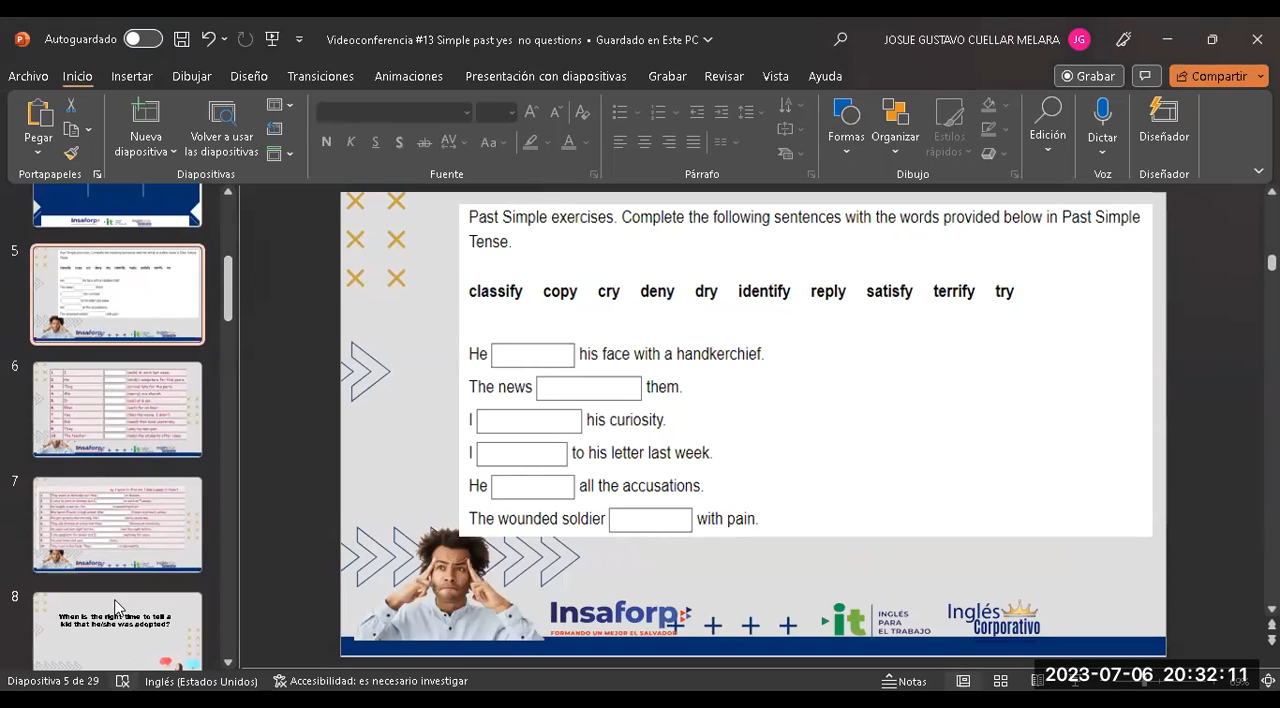 Autoguardado
Videoconferencia #13 Simple past yes no questions • Guardado en Este PC
JOSUE GUSTAVO CUELLAR MELARA JG
Archivo Inicio Insertar Dibujar Diseño Transiciones Animaciones Presentación con diapositivas Grabar Revisar Vista Ayuda
Grabar Compartir
Pegar
Nueva diapositiva
Volver a usar las diapositivas
Formas
Organizar
Estilos rápidos
Edición
Dictar
Diseñador
Portapapeles Diapositivas Fuente Párrafo Dibujo Voz Diseñador
5
6
7
8
When is the right time to tell a
kid that he/she was adopted?
Past Simple exercises. Complete the following sentences with the words provided below in Past Simple
Tense.
classify copy cry deny dry identify reply satisfy terrify try
He his face with a handkerchief.
The news them.
I his curiosity.
I to his letter last week.
He all the accusations.
The wounded soldier with pain.
Insaforp
FORMANDO UN MEJOR EL SALVADOR
it INGLÉS PARA EL TRABAJO
Inglés Corporativo
Diapositiva 5 de 29 Inglés (Estados Unidos) Accesibilidad: es necesario investigar Notas
2023-07-06 20:32:11